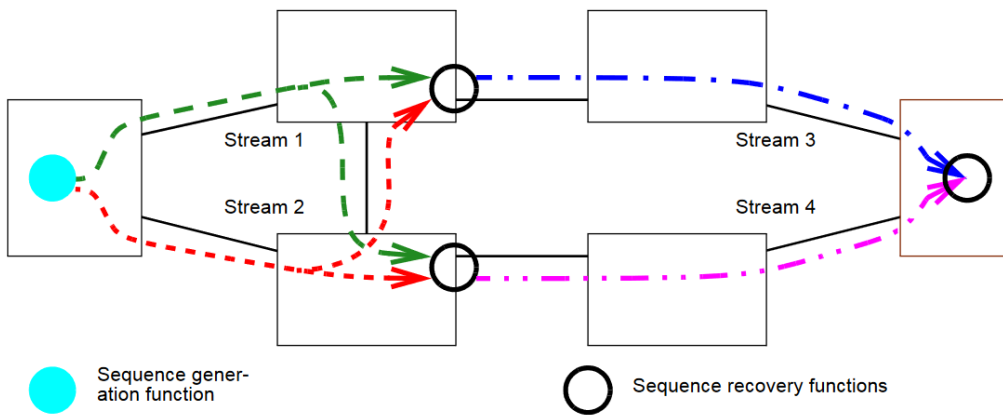 Stream 1
Stream 3
Stream 2
Stream 4
Sequence gener-
ation function
Sequence recovery functions